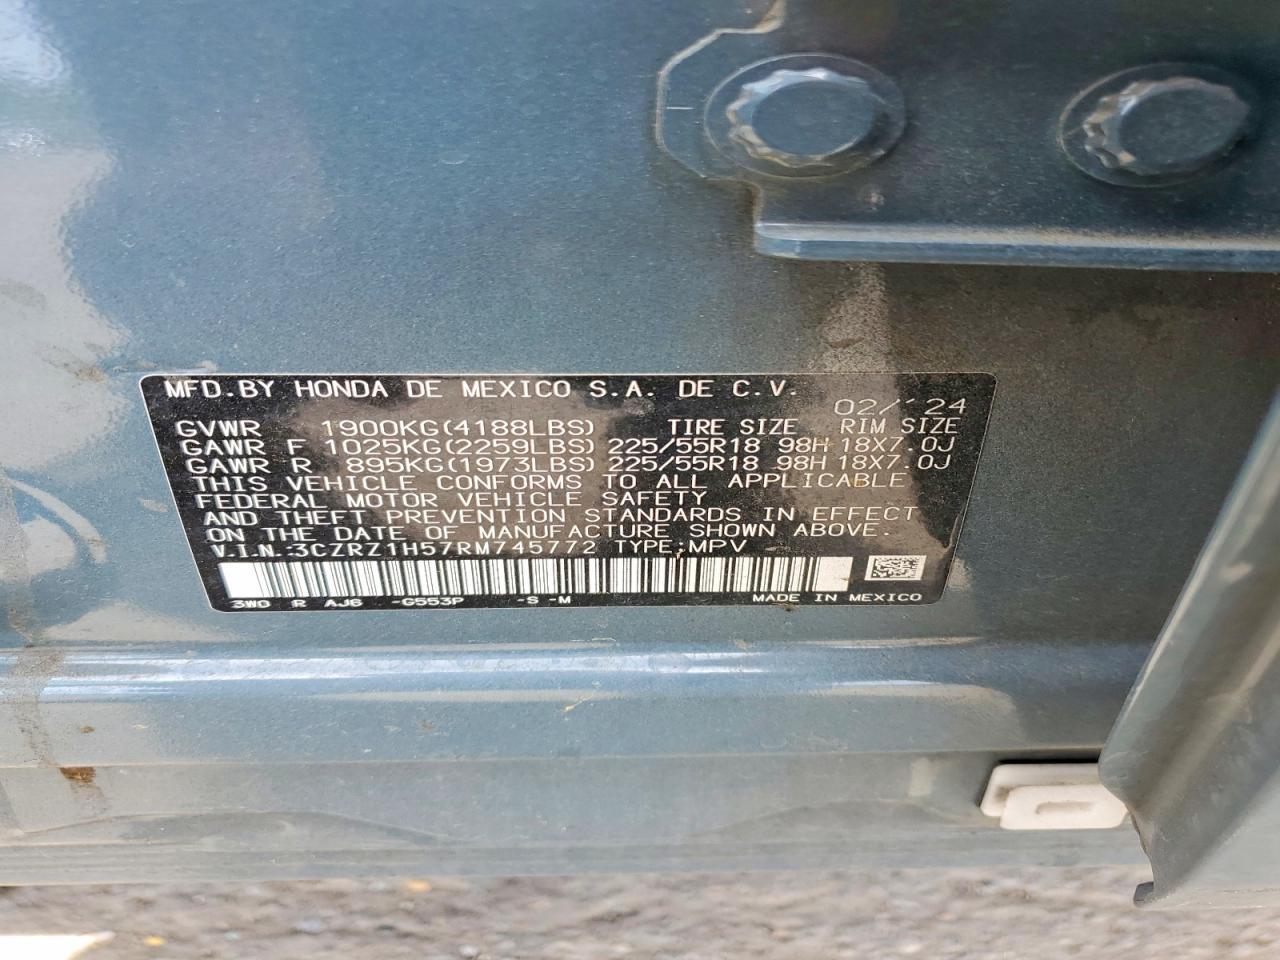 MFD.BY HONDA DE MEXICO S.A. DE C.V.
02/'24
GVWR 1900KG(4188LBS) TIRE SIZE RIM SIZE
GAWR F 1025KG(2259LBS) 225/55R18 98H 18X7.0J
GAWR R 895KG(1973LBS) 225/55R18 98H 18X7.0J
THIS VEHICLE CONFORMS TO ALL APPLICABLE
FEDERAL MOTOR VEHICLE SAFETY
AND THEFT PREVENTION STANDARDS IN EFFECT
ON THE DATE OF MANUFACTURE SHOWN ABOVE.
V.I.N.:3CZRZ1H57RM745772 TYPE:MPV
3W0 R AJ6 -G553P -S -M MADE IN MEXICO